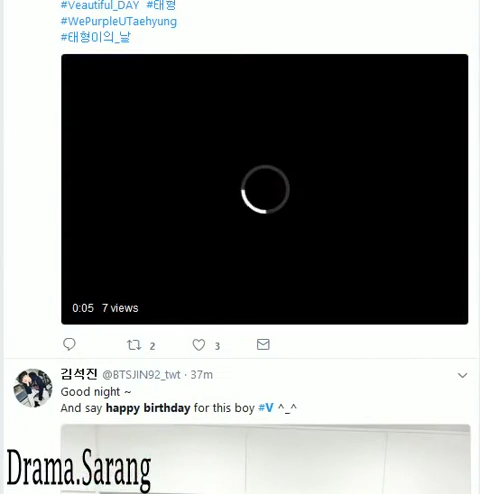 #Veautiful_DAY #태형
#WePurpleUTaehyung
#태형이의_날
0:05 7 views
2 3
김석진 @BTSJIN92_twt · 37m
Good night ~
And say happy birthday for this boy #V ^_^
Drama.Sarang